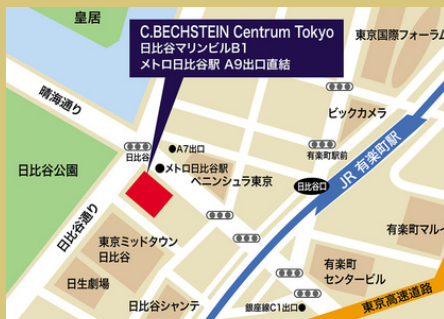 皇居
C.BECHSTEIN Centrum Tokyo
日比谷マリンビルB1
メトロ日比谷駅 A9出口直結
東京国際フォーラム
晴海通り
ビックカメラ
日比谷
●A7出口
有楽町駅前
JR 有楽町駅
日比谷公園
●メトロ日比谷駅
ペニンシュラ東京
日比谷口
日比谷通り
東京ミッドタウン
日比谷
有楽町マルイ
有楽町
センタービル
日生劇場
日比谷シャンテ
銀座線C1出口●
東京高速道路